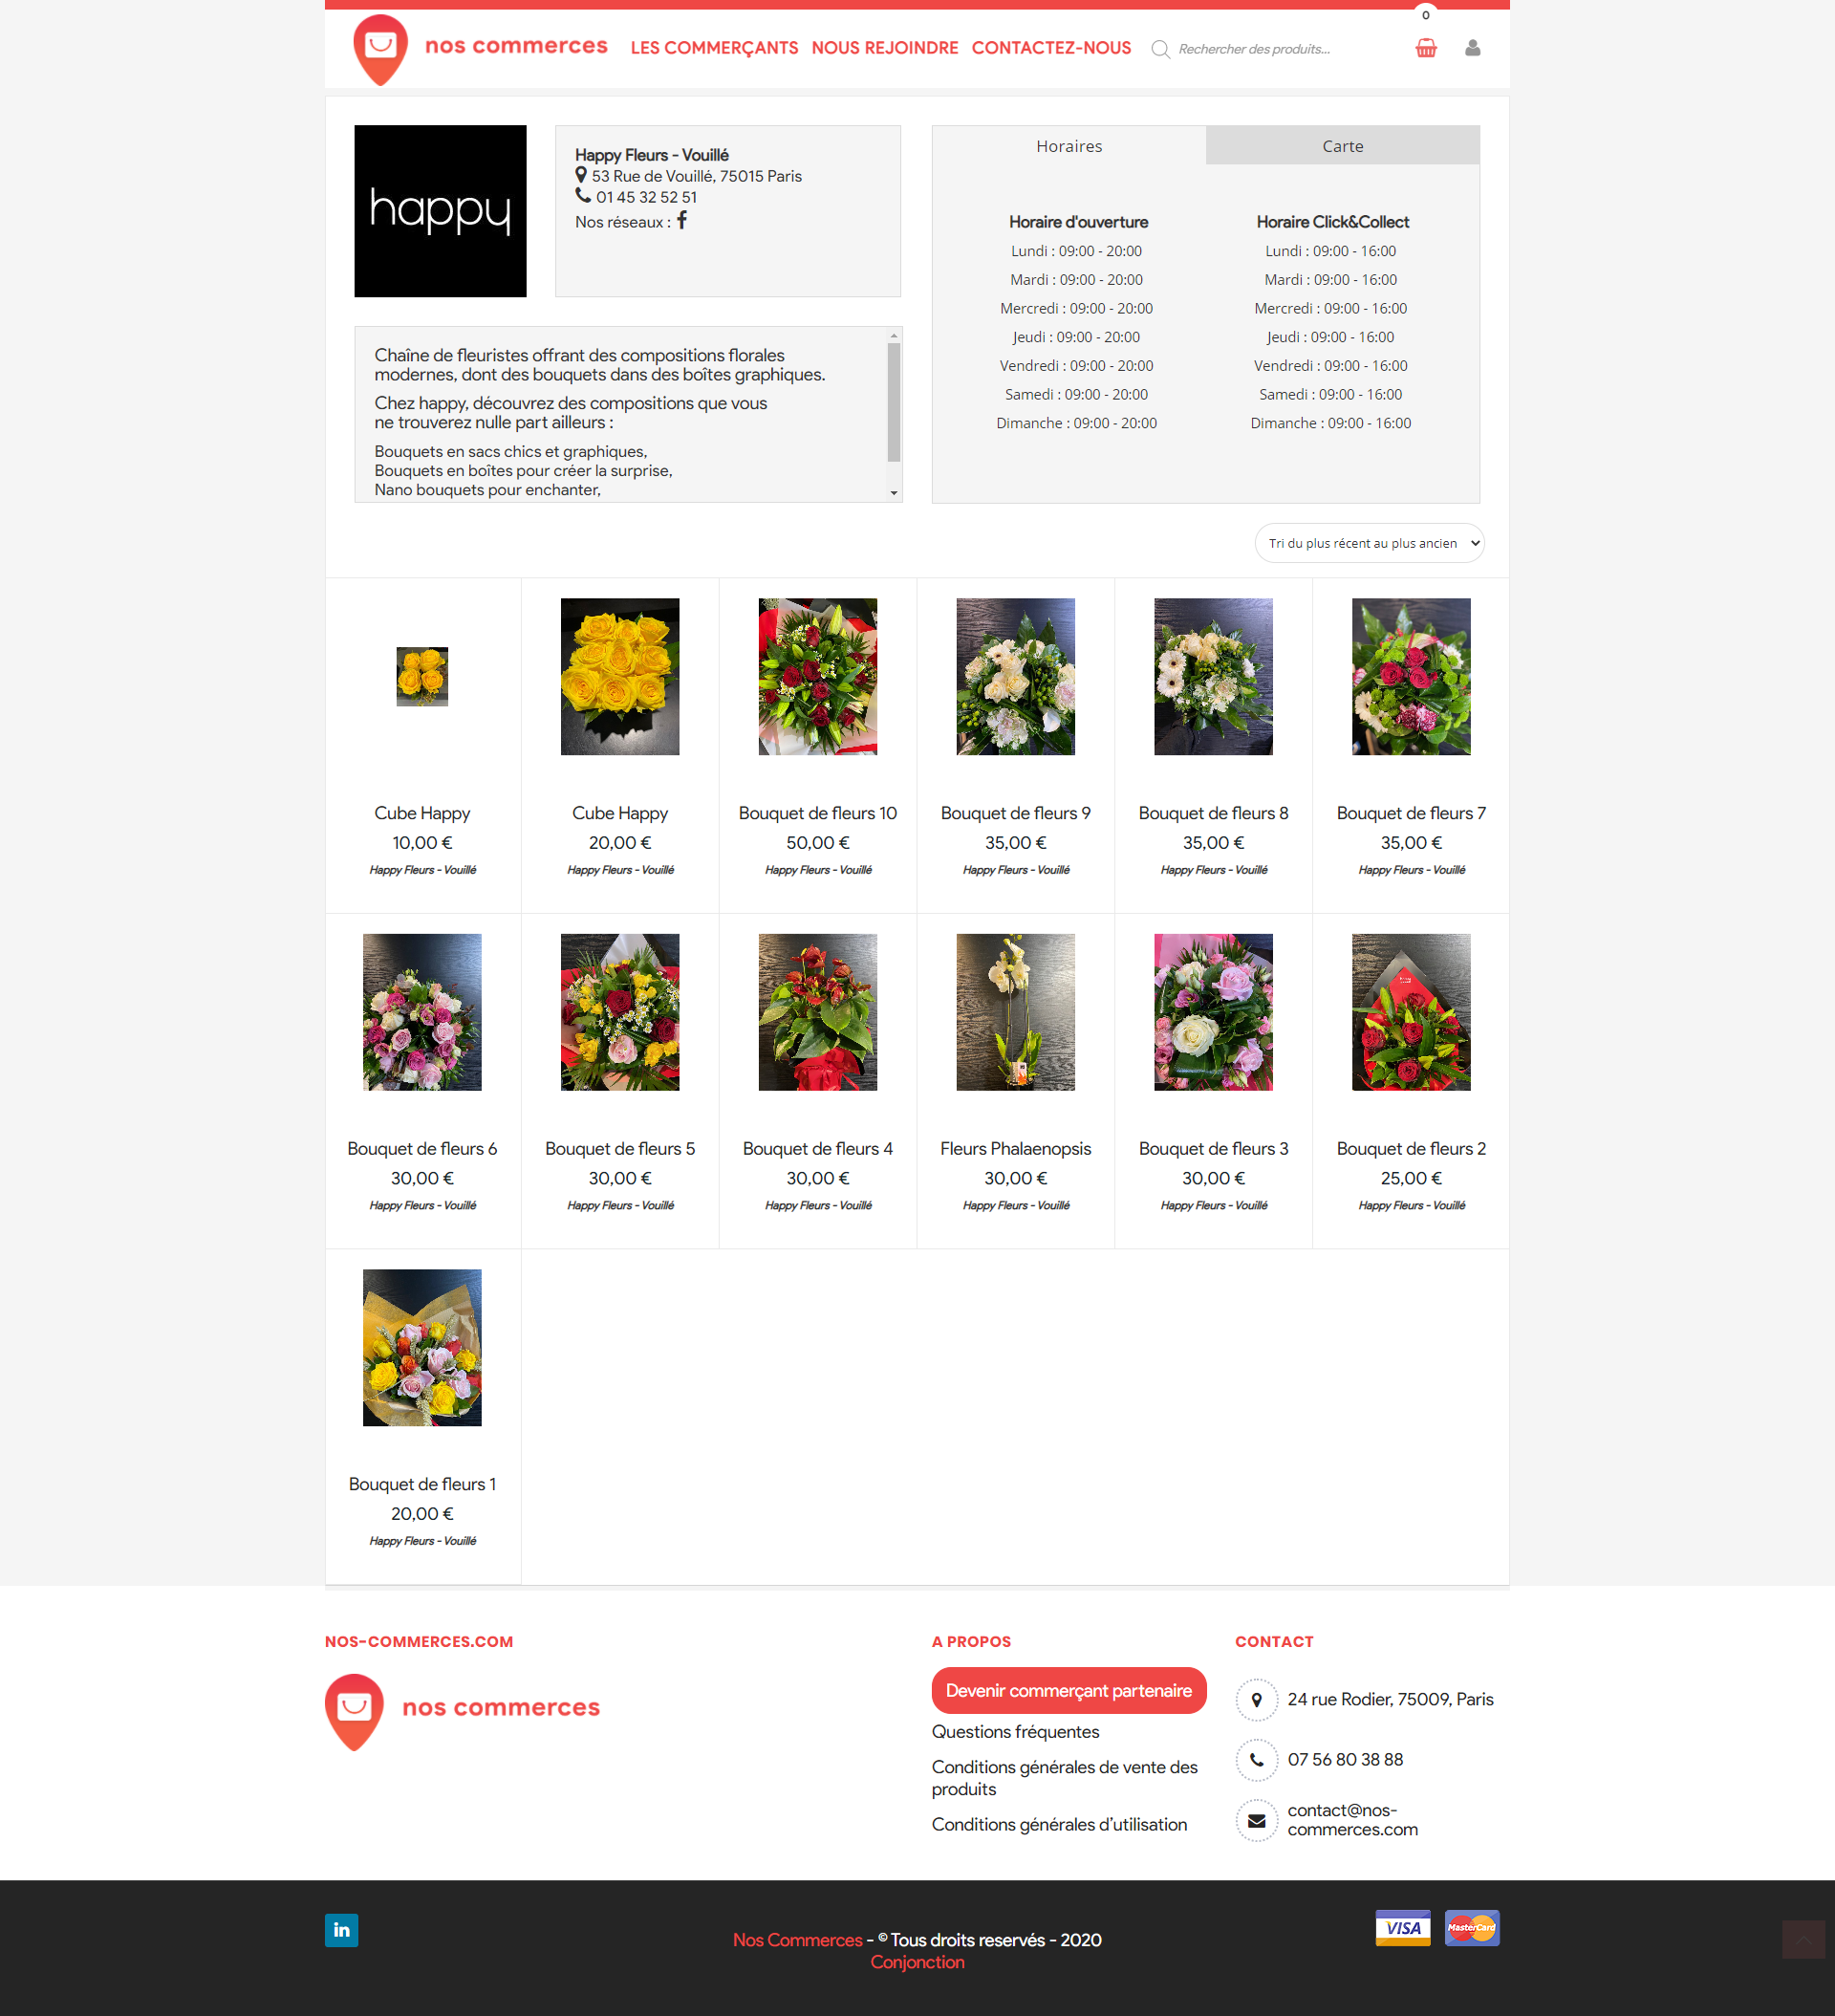 0
nos commerces
LES COMMERÇANTS NOUS REJOINDRE CONTACTEZ-NOUS Rechercher des produits...
happy
Happy Fleurs - Vouillé
53 Rue de Vouillé, 75015 Paris
01 45 32 52 51
Nos réseaux :
Chaîne de fleuristes offrant des compositions florales
modernes, dont des bouquets dans des boîtes graphiques.
Chez happy, découvrez des compositions que vous
ne trouverez nulle part ailleurs :
Bouquets en sacs chics et graphiques,
Bouquets en boîtes pour créer la surprise,
Nano bouquets pour enchanter,
Horaires Carte
Horaire d'ouverture
Lundi : 09:00 - 20:00
Mardi : 09:00 - 20:00
Mercredi : 09:00 - 20:00
Jeudi : 09:00 - 20:00
Vendredi : 09:00 - 20:00
Samedi : 09:00 - 20:00
Dimanche : 09:00 - 20:00
Horaire Click&Collect
Lundi : 09:00 - 16:00
Mardi : 09:00 - 16:00
Mercredi : 09:00 - 16:00
Jeudi : 09:00 - 16:00
Vendredi : 09:00 - 16:00
Samedi : 09:00 - 16:00
Dimanche : 09:00 - 16:00
Tri du plus récent au plus ancien
Cube Happy
10,00 €
Happy Fleurs - Vouillé
Cube Happy
20,00 €
Happy Fleurs - Vouillé
Bouquet de fleurs 10
50,00 €
Happy Fleurs - Vouillé
Bouquet de fleurs 9
35,00 €
Happy Fleurs - Vouillé
Bouquet de fleurs 8
35,00 €
Happy Fleurs - Vouillé
Bouquet de fleurs 7
35,00 €
Happy Fleurs - Vouillé
Bouquet de fleurs 6
30,00 €
Happy Fleurs - Vouillé
Bouquet de fleurs 5
30,00 €
Happy Fleurs - Vouillé
Bouquet de fleurs 4
30,00 €
Happy Fleurs - Vouillé
Fleurs Phalaenopsis
30,00 €
Happy Fleurs - Vouillé
Bouquet de fleurs 3
30,00 €
Happy Fleurs - Vouillé
Bouquet de fleurs 2
25,00 €
Happy Fleurs - Vouillé
Bouquet de fleurs 1
20,00 €
Happy Fleurs - Vouillé
NOS-COMMERCES.COM
nos commerces
A PROPOS
Devenir commerçant partenaire
Questions fréquentes
Conditions générales de vente des
produits
Conditions générales d’utilisation
CONTACT
24 rue Rodier, 75009, Paris
07 56 80 38 88
contact@nos-
commerces.com
in
Nos Commerces - © Tous droits reservés - 2020
Conjonction
VISA
MasterCard